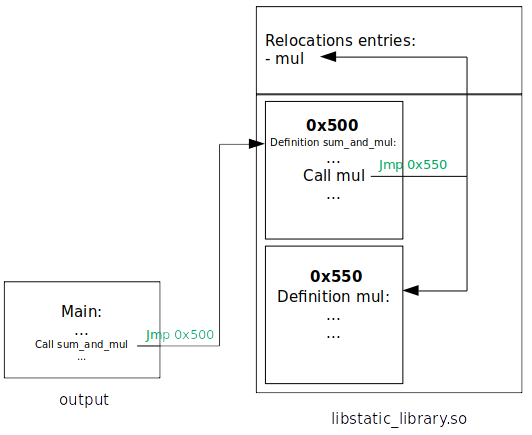 Relocations entries:
- mul
0x500
Definition sum_and_mul:
...
Call mul
Jmp 0x550
...
0x550
Definition mul:
...
...
Main:
...
Call sum_and_mul
Jmp 0x500
...
output
libstatic_library.so